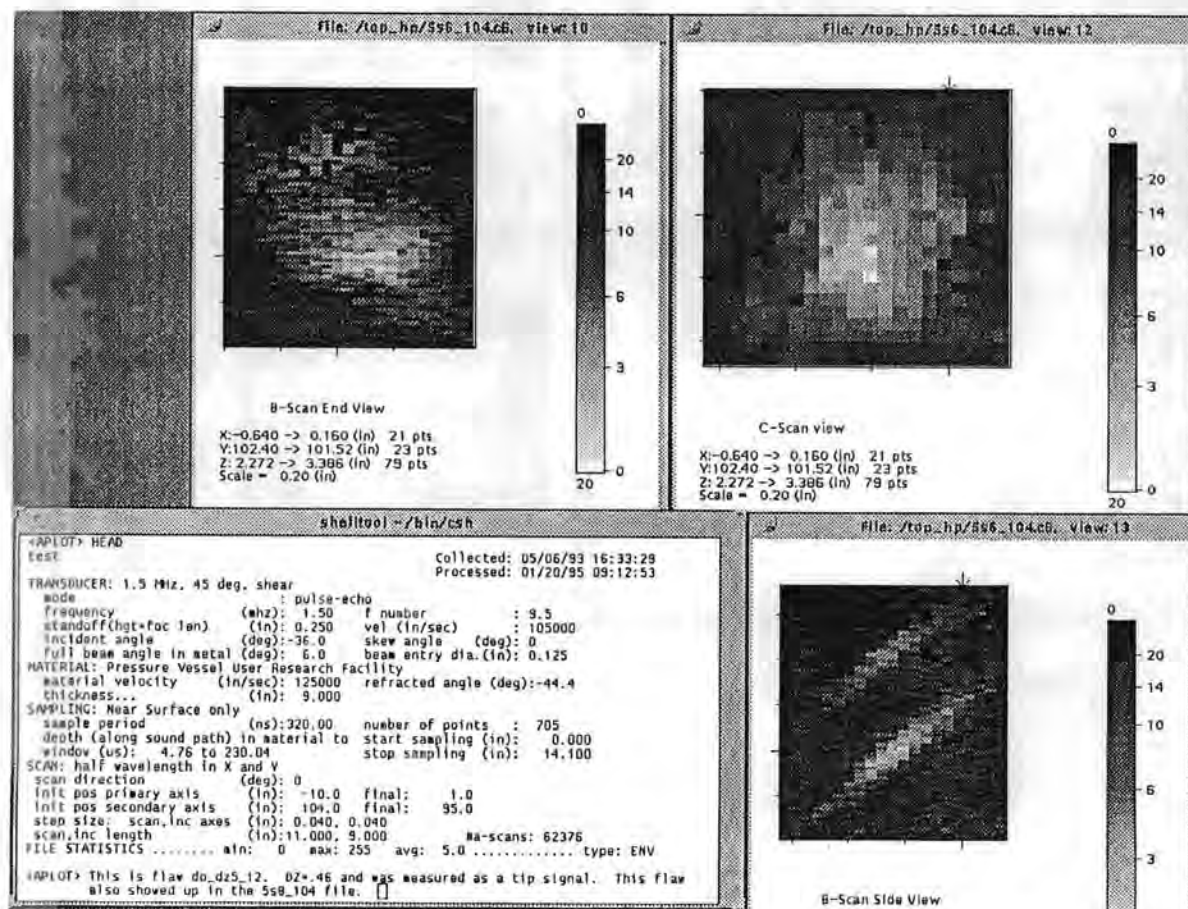 File: /top_hp/5s6_104.c6, view:10
0
20
14
10
6
3
0
20
B-Scan End View
X:-0.640 -> 0.160 (in) 21 pts
Y:102.40 -> 101.52 (in) 23 pts
Z: 2.272 -> 3.386 (in) 79 pts
Scale = 0.20 (in)
File: /top_hp/5s6_104.c6, view:12
0
20
14
10
6
3
0
20
C-Scan view
X:-0.640 -> 0.160 (in) 21 pts
Y:102.40 -> 101.52 (in) 23 pts
Z: 2.272 -> 3.386 (in) 79 pts
Scale = 0.20 (in)
shelltool -/bin/csh
<APLOT> HEAD
test Collected: 05/06/93 16:33:29
Processed: 01/20/95 09:12:53
TRANSDUCER: 1.5 MHz, 45 deg, shear
mode : pulse-echo
frequency (mhz): 1.50 f number : 9.5
standoff(hgt+foc len) (in): 0.250 vel (in/sec) : 105000
incident angle (deg):-36.0 skew angle (deg): 0
full beam angle in metal (deg): 6.0 beam entry dia.(in): 0.125
MATERIAL: Pressure Vessel User Research Facility
material velocity (in/sec): 125000 refracted angle (deg):-44.4
thickness... (in): 9.000
SAMPLING: Near Surface only
sample period (ns):320.00 number of points : 705
depth (along sound path) in material to start sampling (in): 0.000
window (us): 4.76 to 230.04 stop sampling (in): 14.100
SCAN: half wavelength in X and Y
scan direction (deg): 0
init pos primary axis (in): -10.0 final: 1.0
init pos secondary axis (in): 104.0 final: 95.0
step size: scan,inc axes (in): 0.040, 0.040
scan,inc length (in):11.000, 9.000 #a-scans: 62376
FILE STATISTICS ........ min: 0 max: 255 avg: 5.0 ............. type: ENV
<APLOT> This is flaw do_dz5_12. DZ=.46 and was measured as a tip signal. This flaw
also showed up in the 5s8_104 file.
File: /top_hp/5s6_104.c6, view:13
0
20
14
10
6
3
B-Scan Side View